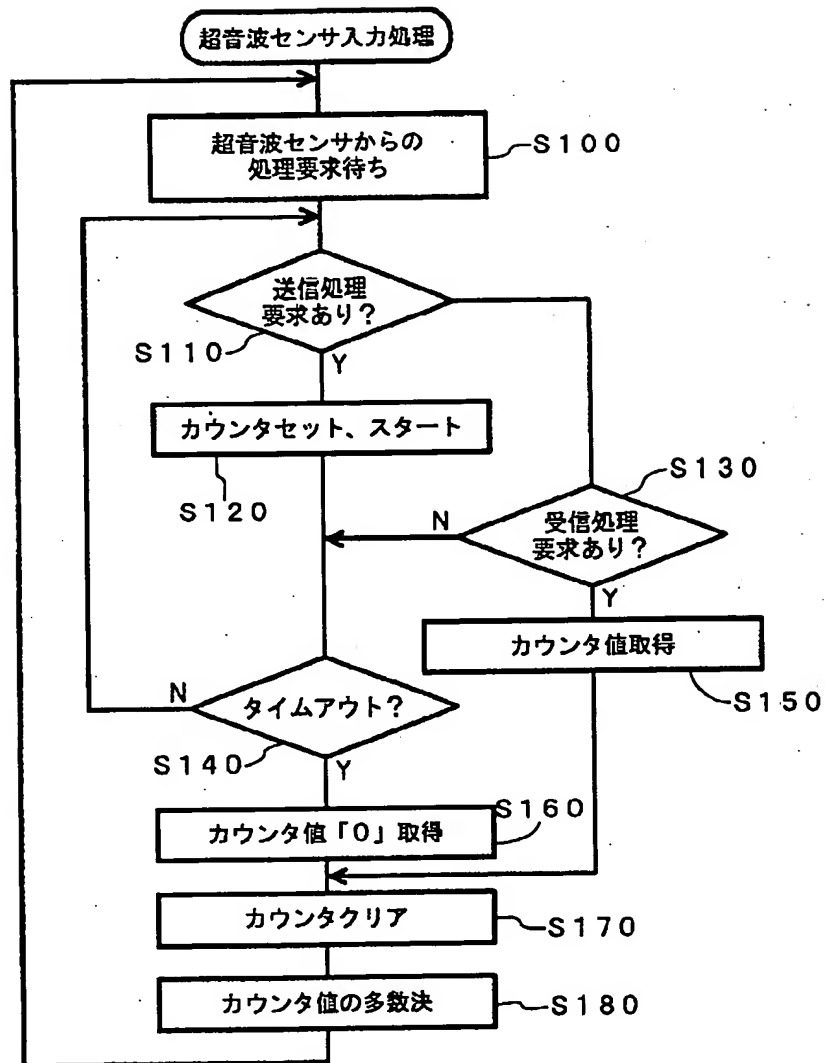 超音波センサ入力処理
超音波センサからの
処理要求待ち
S100
送信処理
要求あり?
S110
Y
カウンタセット、スタート
S120
S130
N
受信処理
要求あり?
Y
カウンタ値取得
S150
N
タイムアウト?
S140
Y
S160
カウンタ値「0」取得
カウンタクリア
S170
カウンタ値の多数決
S180